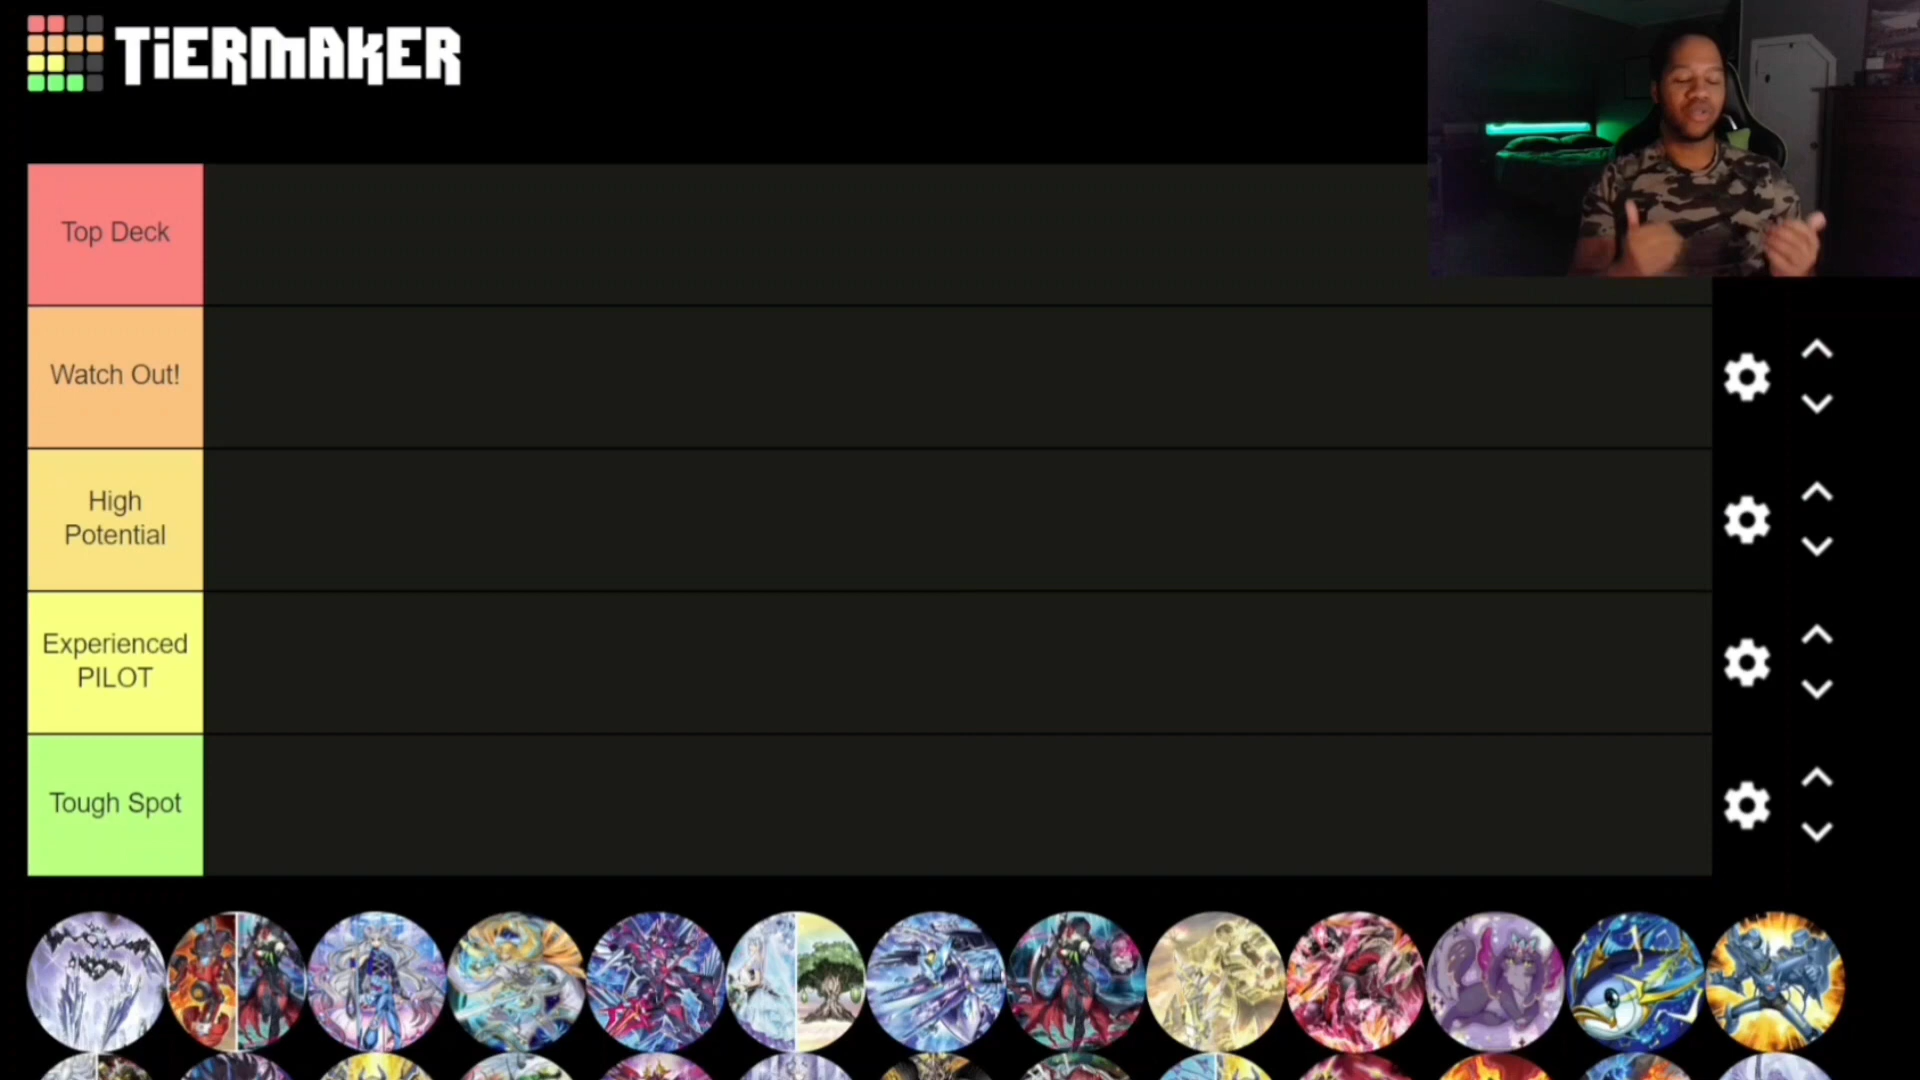 TiERMAKER
Top Deck
Watch Out!
High
Potential
Experienced
PILOT
Tough Spot